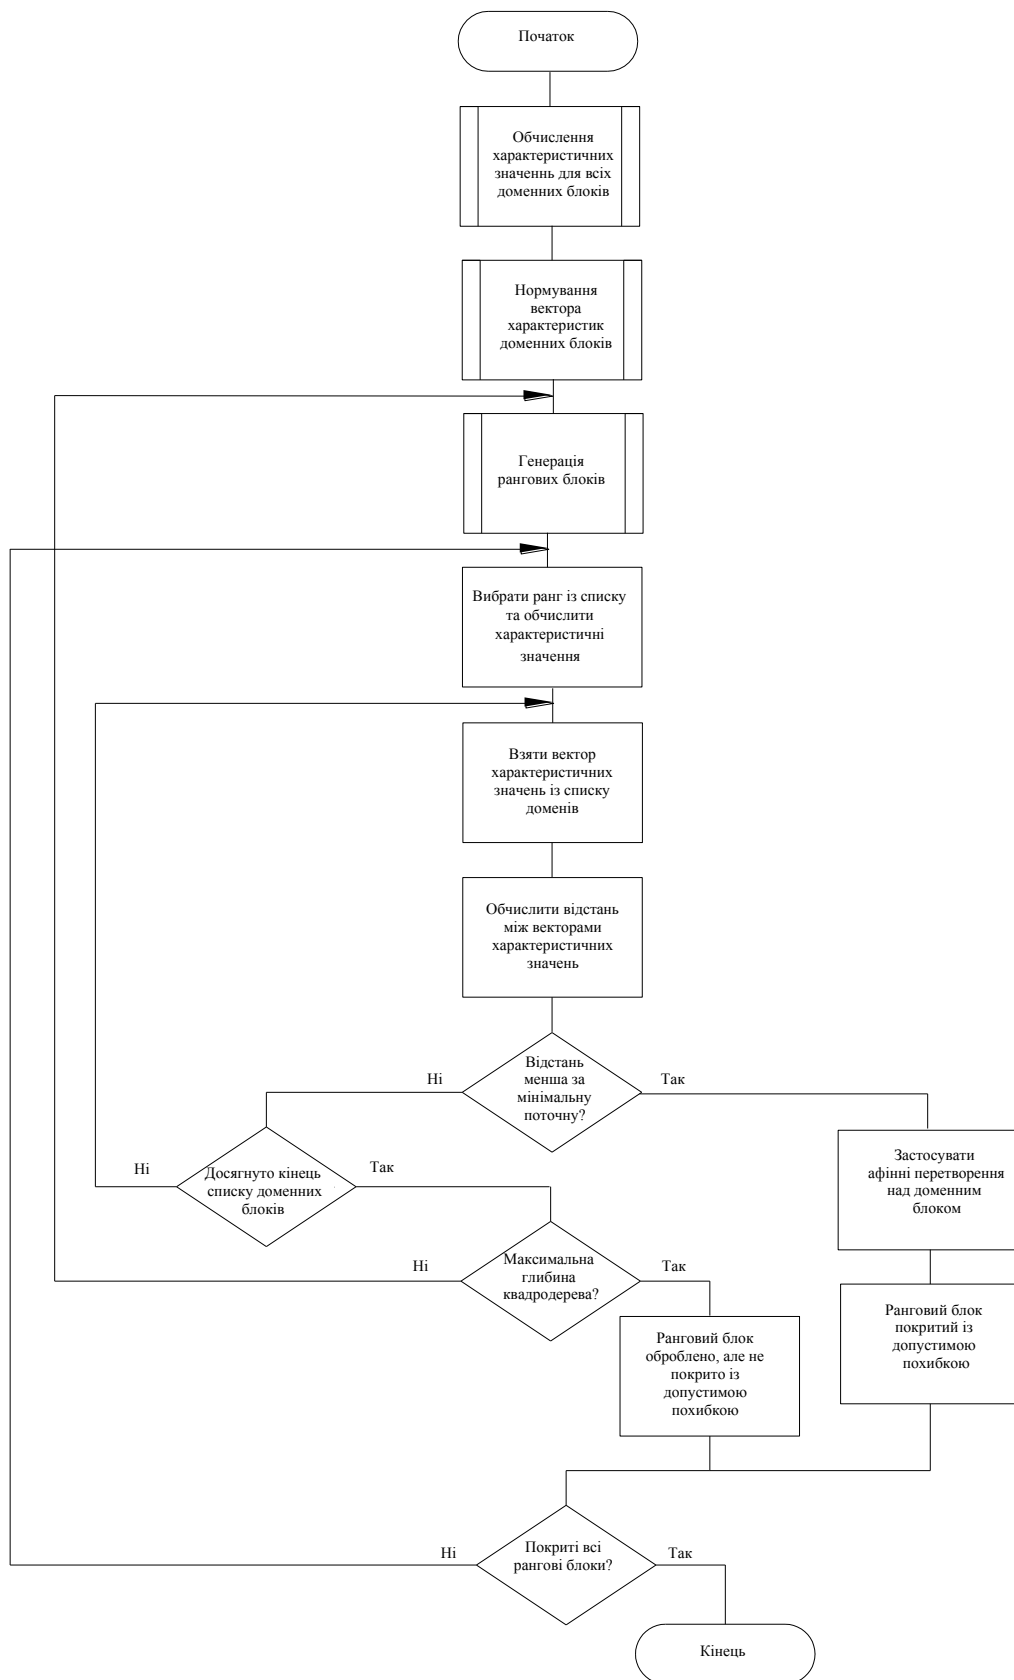 Початок
Обчислення
характеристичних
значеннь для всіх
доменних блоків
Нормування
вектора
характеристик
доменних блоків
Генерація
рангових блоків
Вибрати ранг із списку
та обчислити
характеристичні
значення
Взяти вектор
характеристичних
значень із списку
доменів
Обчислити відстань
між векторами
характеристичних
значень
Відстань
менша за
мінімальну
поточну?
Ні
Так
Досягнуто кінець
списку доменних
блоків
Ні
Так
Застосувати
афінні перетворення
над доменним
блоком
Максимальна
глибина
квадродерева?
Ні
Так
Ранговий блок
оброблено, але не
покрито із
допустимою
похибкою
Ранговий блок
покритий із
допустимою
похибкою
Покриті всі
рангові блоки?
Ні
Так
Кінець